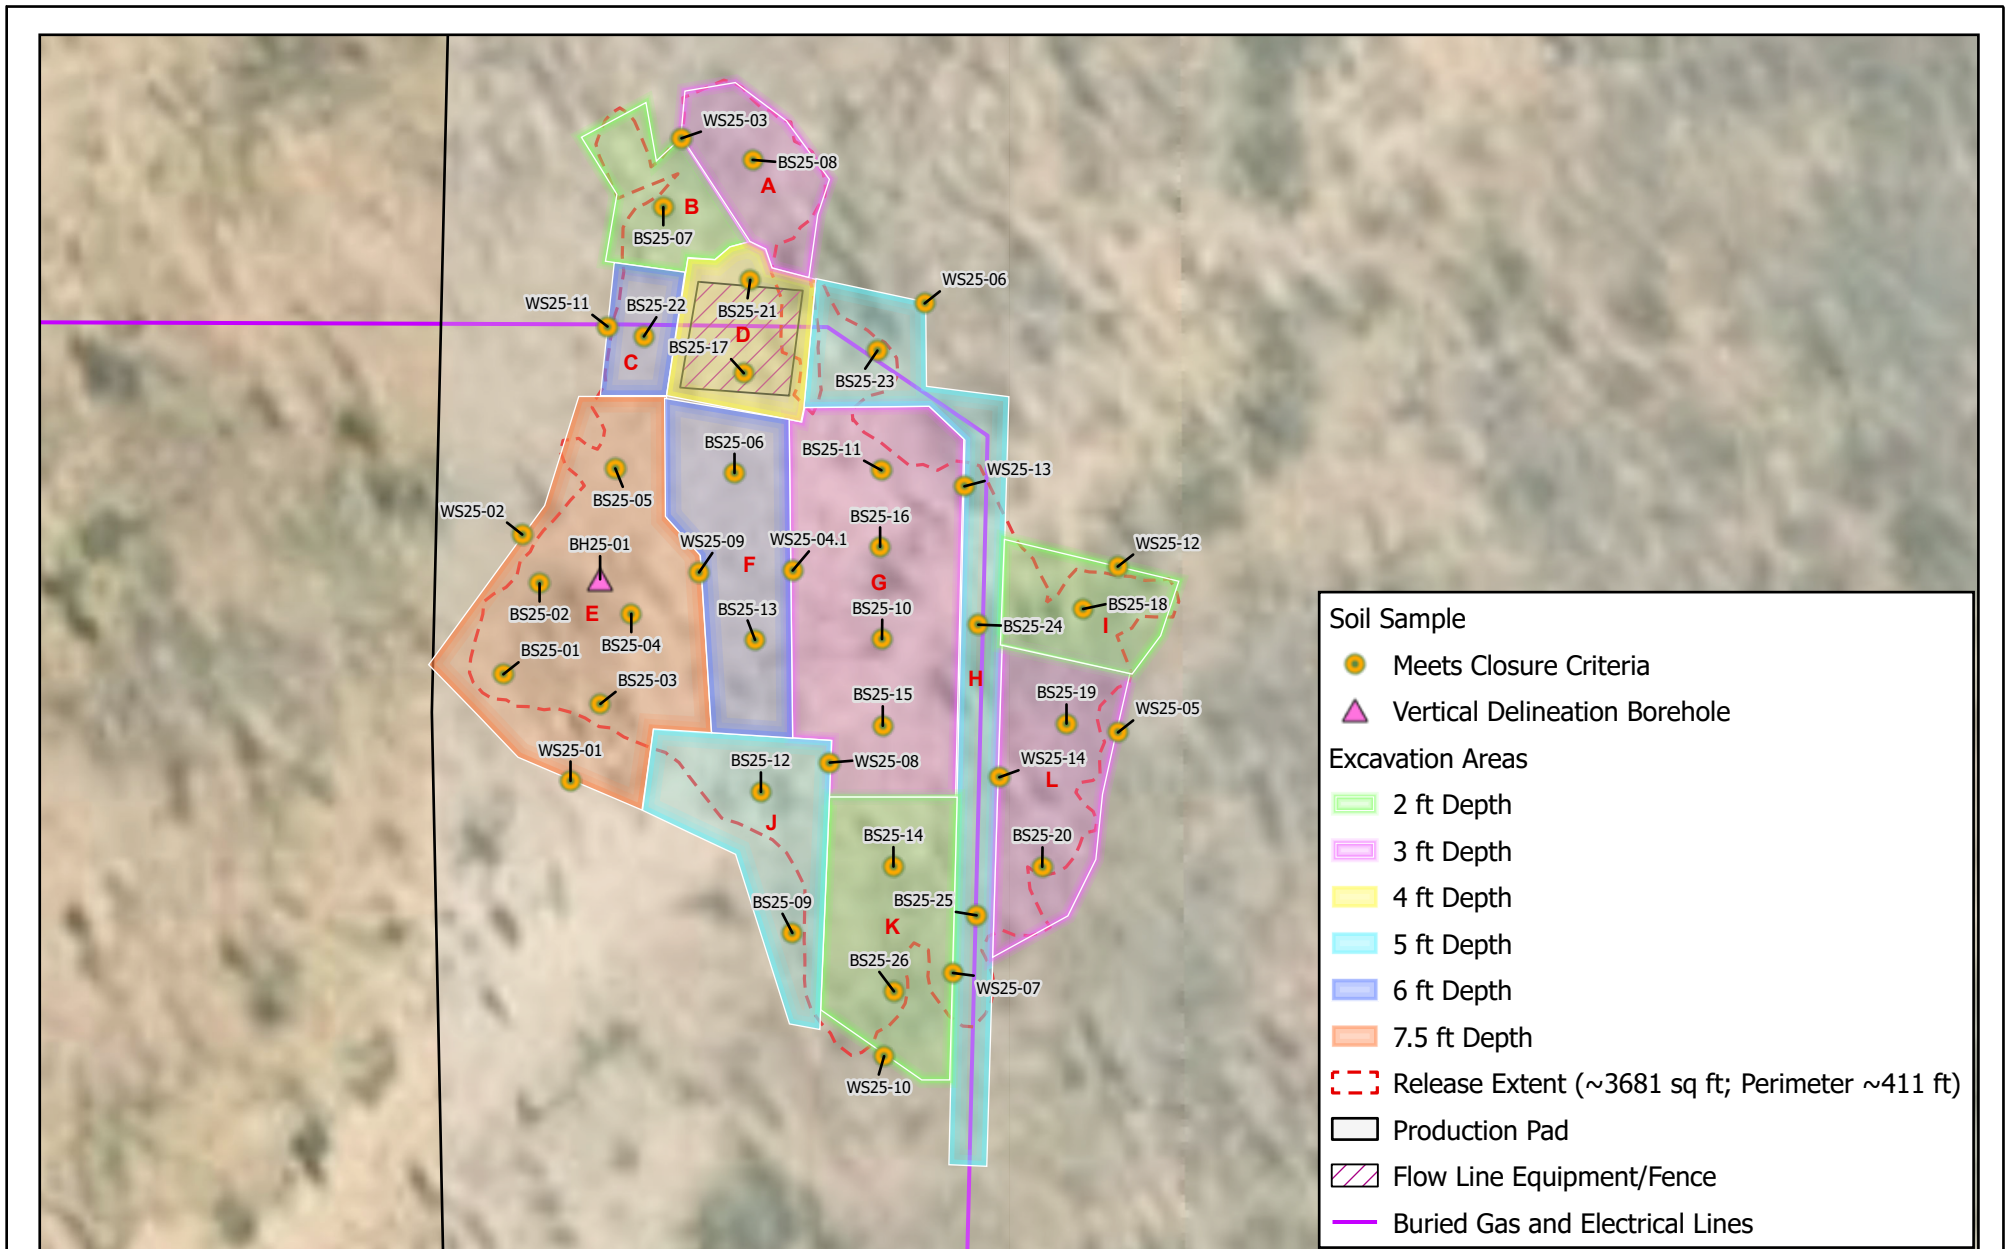 WS25-03
BS25-08
A
B
BS25-07
WS25-06
WS25-11
BS25-22
BS25-21
D
BS25-17
C
BS25-23
BS25-06
BS25-11
WS25-13
BS25-05
WS25-02
BS25-16
BH25-01
WS25-09
WS25-04.1
F
WS25-12
G
BS25-02
E
BS25-04
BS25-13
BS25-10
BS25-18
BS25-24
I
BS25-01
BS25-03
H
BS25-15
BS25-19
WS25-05
WS25-01
BS25-12
WS25-08
WS25-14
L
J
BS25-14
BS25-20
BS25-09
BS25-25
K
BS25-26
WS25-07
WS25-10
Soil Sample
Meets Closure Criteria
Vertical Delineation Borehole
Excavation Areas
2 ft Depth
3 ft Depth
4 ft Depth
5 ft Depth
6 ft Depth
7.5 ft Depth
Release Extent (~3681 sq ft; Perimeter ~411 ft)
Production Pad
Flow Line Equipment/Fence
Buried Gas and Electrical Lines